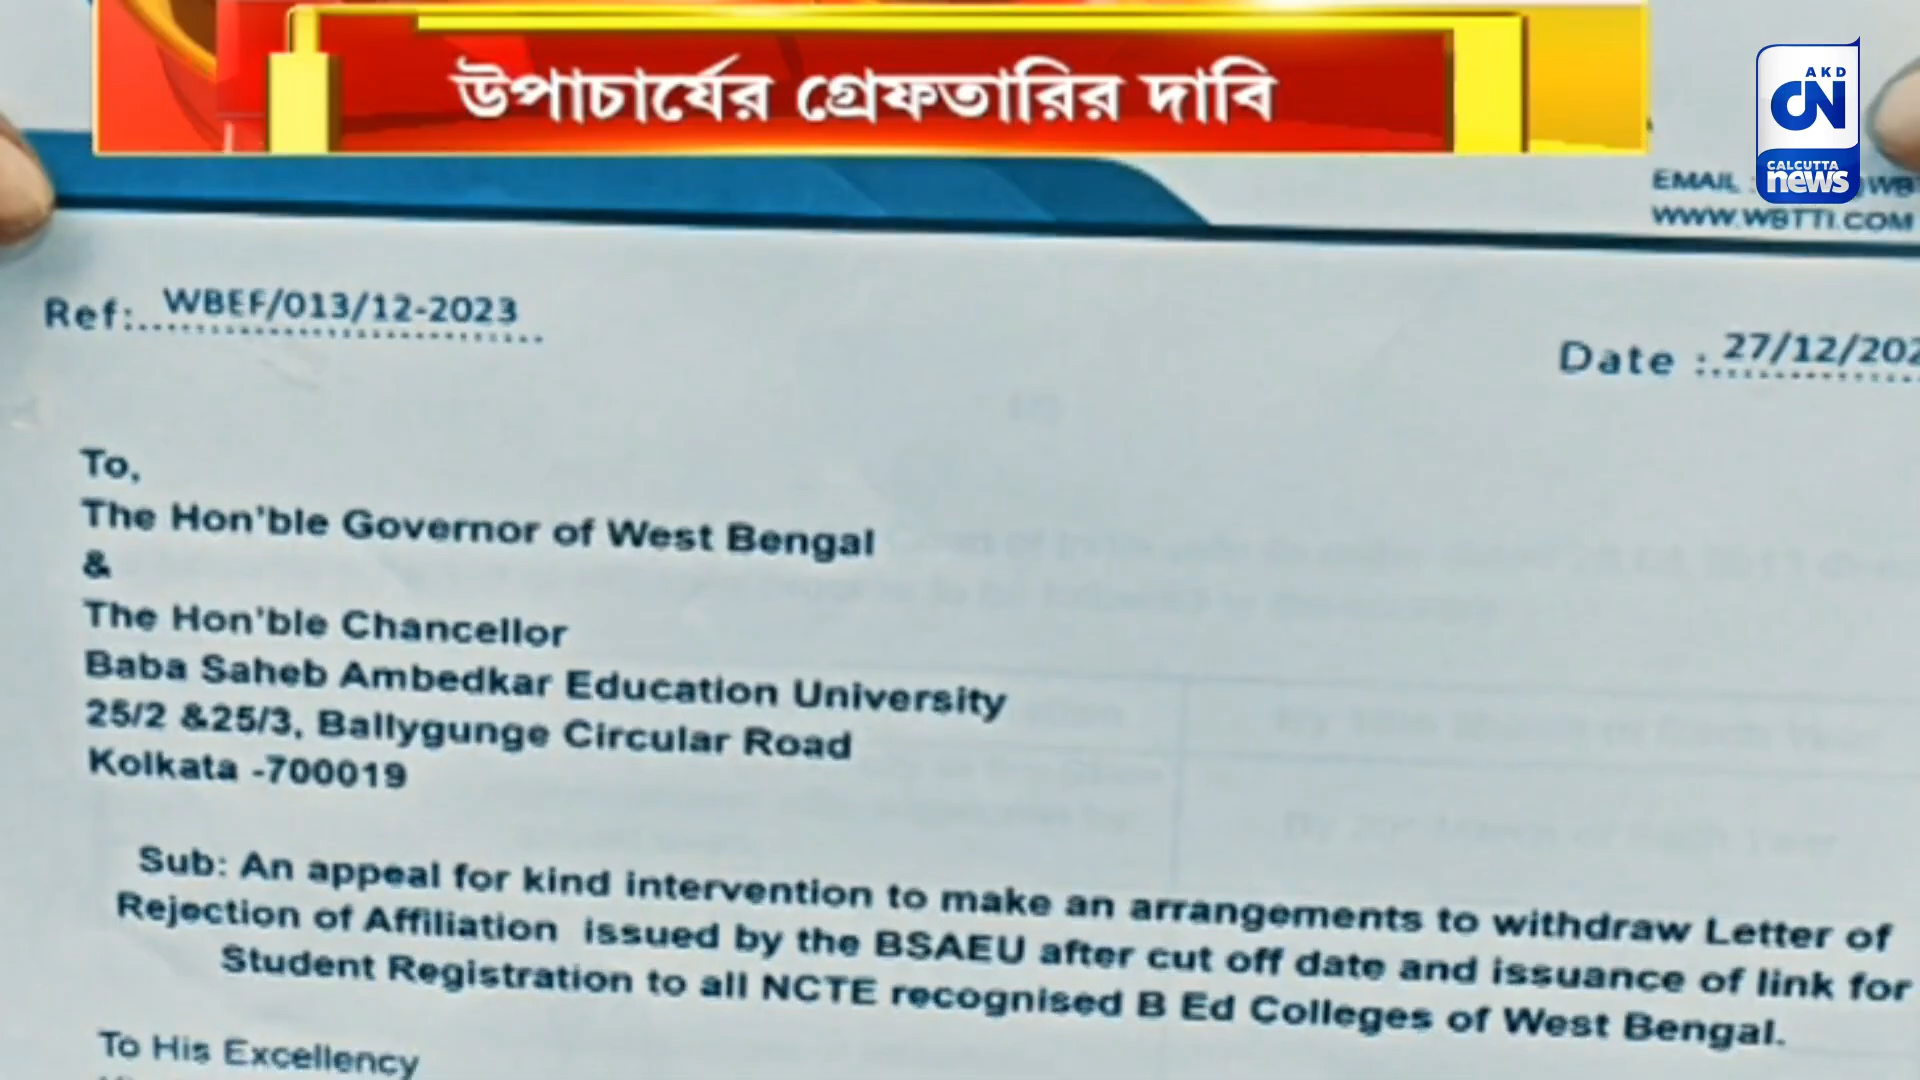 উপাচার্যের গ্রেফতারির দাবি
AKD
CN
CALCUTTA
news
EMAIL
WWW.WBTTI.COM
Ref: WBEF/013/12-2023
Date : 27/12/202
To,
The Hon'ble Governor of West Bengal
&
The Hon'ble Chancellor
Baba Saheb Ambedkar Education University
25/2 &25/3, Ballygunge Circular Road
Kolkata -700019
Sub: An appeal for kind intervention to make an arrangements to withdraw Letter of
Rejection of Affiliation issued by the BSAEU after cut off date and issuance of link for
Student Registration to all NCTE recognised B Ed Colleges of West Bengal.
To His Excellency